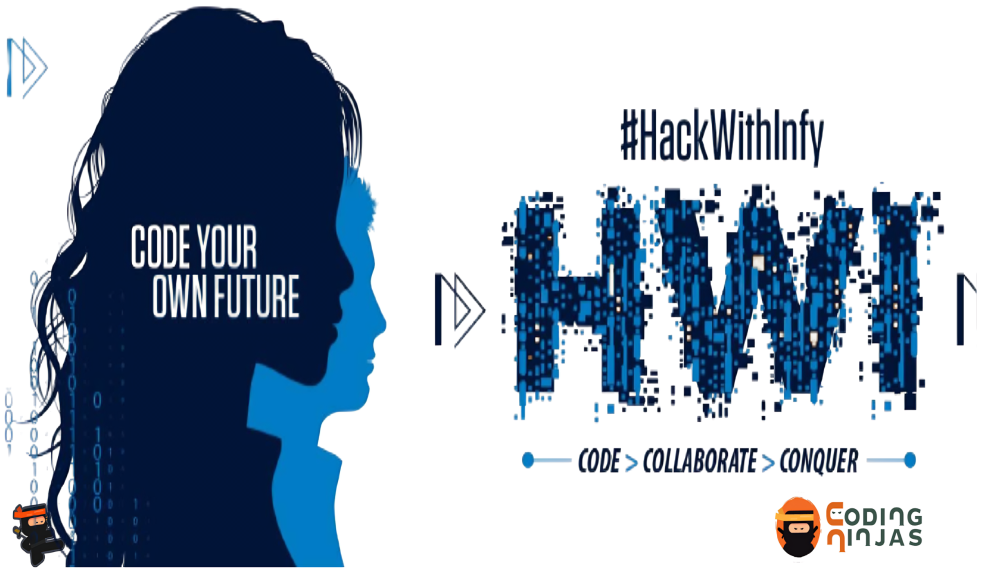 CODE YOUR
OWN FUTURE
#HackWithInfy
HWI
CODE > COLLABORATE > CONQUER
CODING
NINJAS